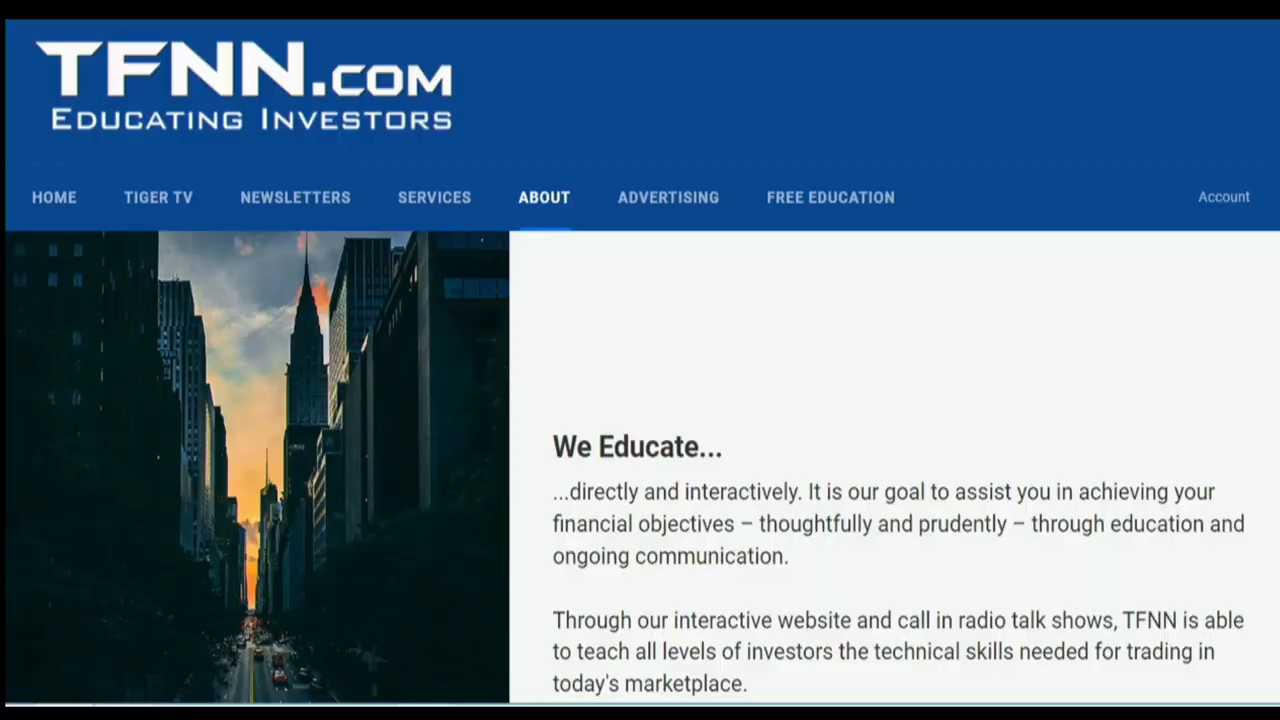 TFNN.COM
EDUCATING INVESTORS
HOME TIGER TV NEWSLETTERS SERVICES ABOUT ADVERTISING FREE EDUCATION Account
We Educate...
...directly and interactively. It is our goal to assist you in achieving your
financial objectives – thoughtfully and prudently – through education and
ongoing communication.
Through our interactive website and call in radio talk shows, TFNN is able
to teach all levels of investors the technical skills needed for trading in
today's marketplace.